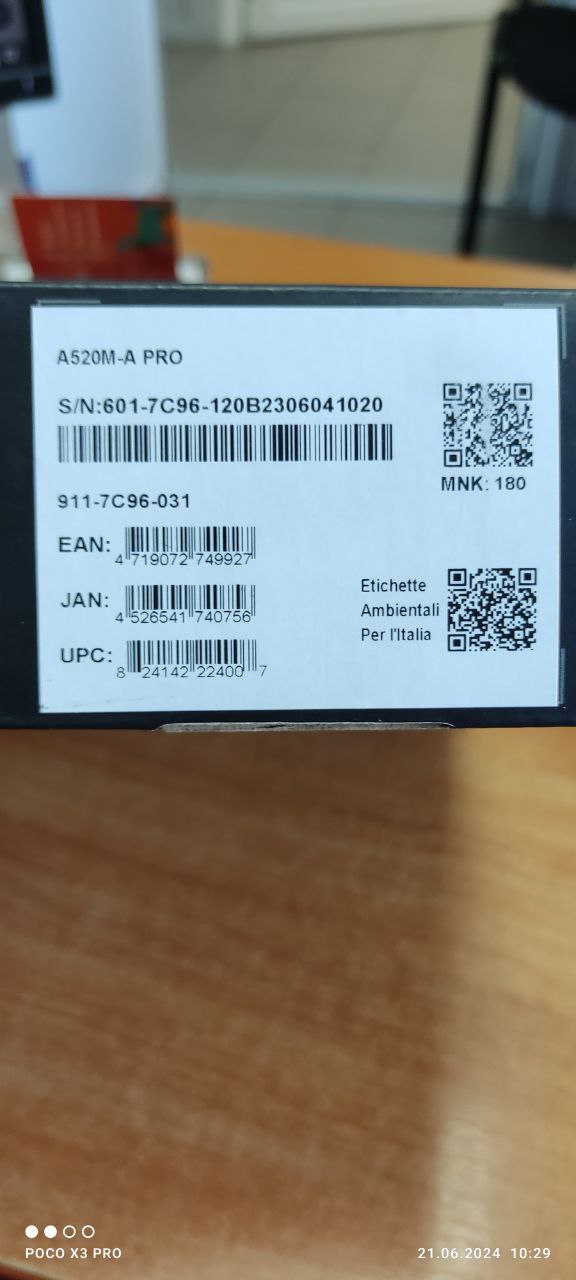 A520M-A PRO
S/N:601-7C96-120B2306041020
MNK: 180
911-7C96-031
EAN:
4 719072 749927
JAN:
4 526541 740756
UPC:
8 24142 22400 7
Etichette
Ambientali
Per l'Italia
POCO X3 PRO
21.06.2024 10:29